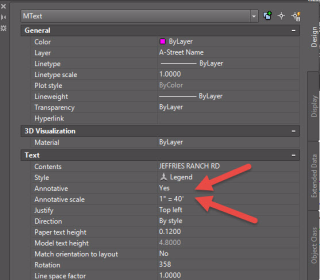 MText
General
Color ByLayer
Layer A-Street Name
Linetype ByLayer
Linetype scale 1.0000
Plot style ByColor
Lineweight ByLayer
Transparency ByLayer
Hyperlink
3D Visualization
Material ByLayer
Text
Contents JEFFRIES RANCH RD
Style Legend
Annotative Yes
Annotative scale 1" = 40'
Justify Top left
Direction By style
Paper text height 0.1200
Model text height 4.8000
Match orientation to layout No
Rotation 358
Line space factor 1.0000
Design
Display
Extended Data
Object Class